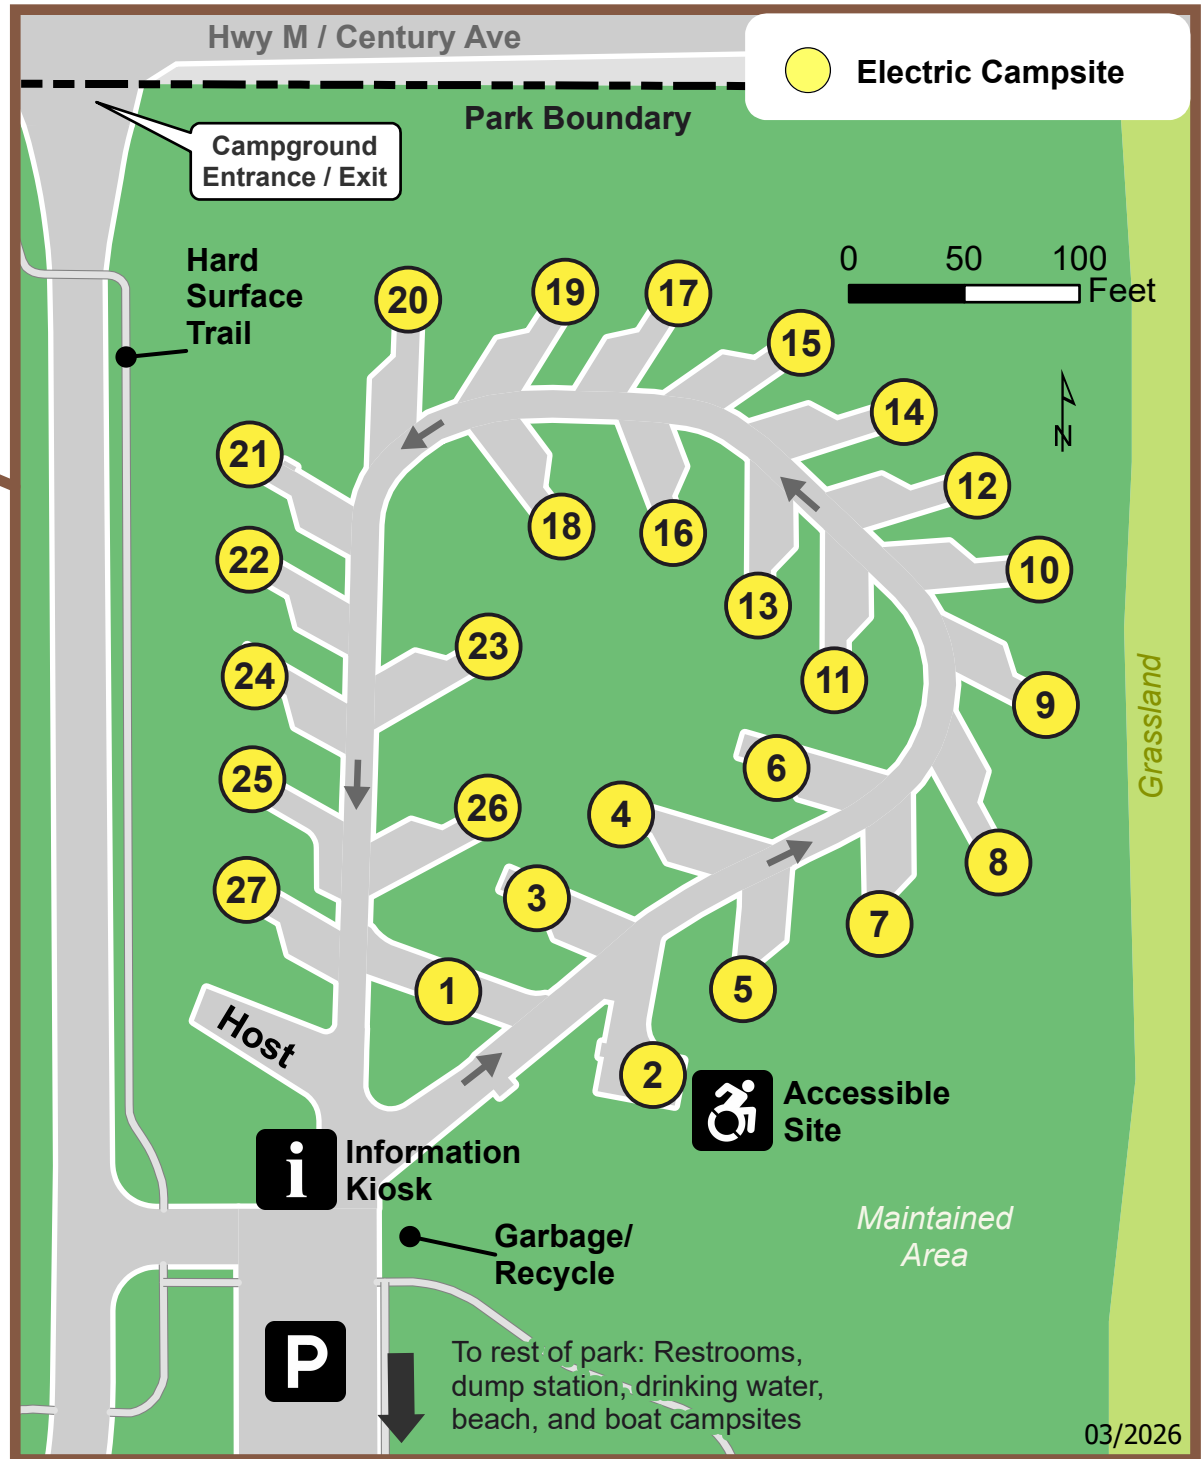 Hwy M / Century Ave
Electric Campsite
Park Boundary
Campground
Entrance / Exit
Hard
Surface
Trail
0 50 100
Feet
N
20
19
17
15
14
21
12
18
16
22
10
13
23
11
24
9
6
25
26
4
8
27
3
7
1
5
Host
2
Accessible
Site
i
Information
Kiosk
Grassland
Maintained
Area
Garbage/
Recycle
P
To rest of park: Restrooms,
dump station, drinking water,
beach, and boat campsites
03/2026